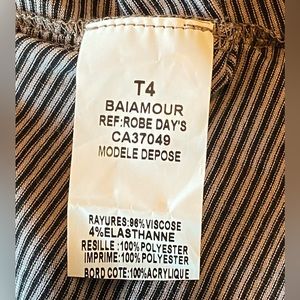 T4
BAIAMOUR
REF:ROBE DAY'S
CA37049
MODELE DEPOSE
RAYURES:96%VISCOSE
4%ELASTHANNE
RESILLE :100%POLYESTER
IMPRIME:100%POLYESTER
BORD COTE:100%ACRYLIQUE